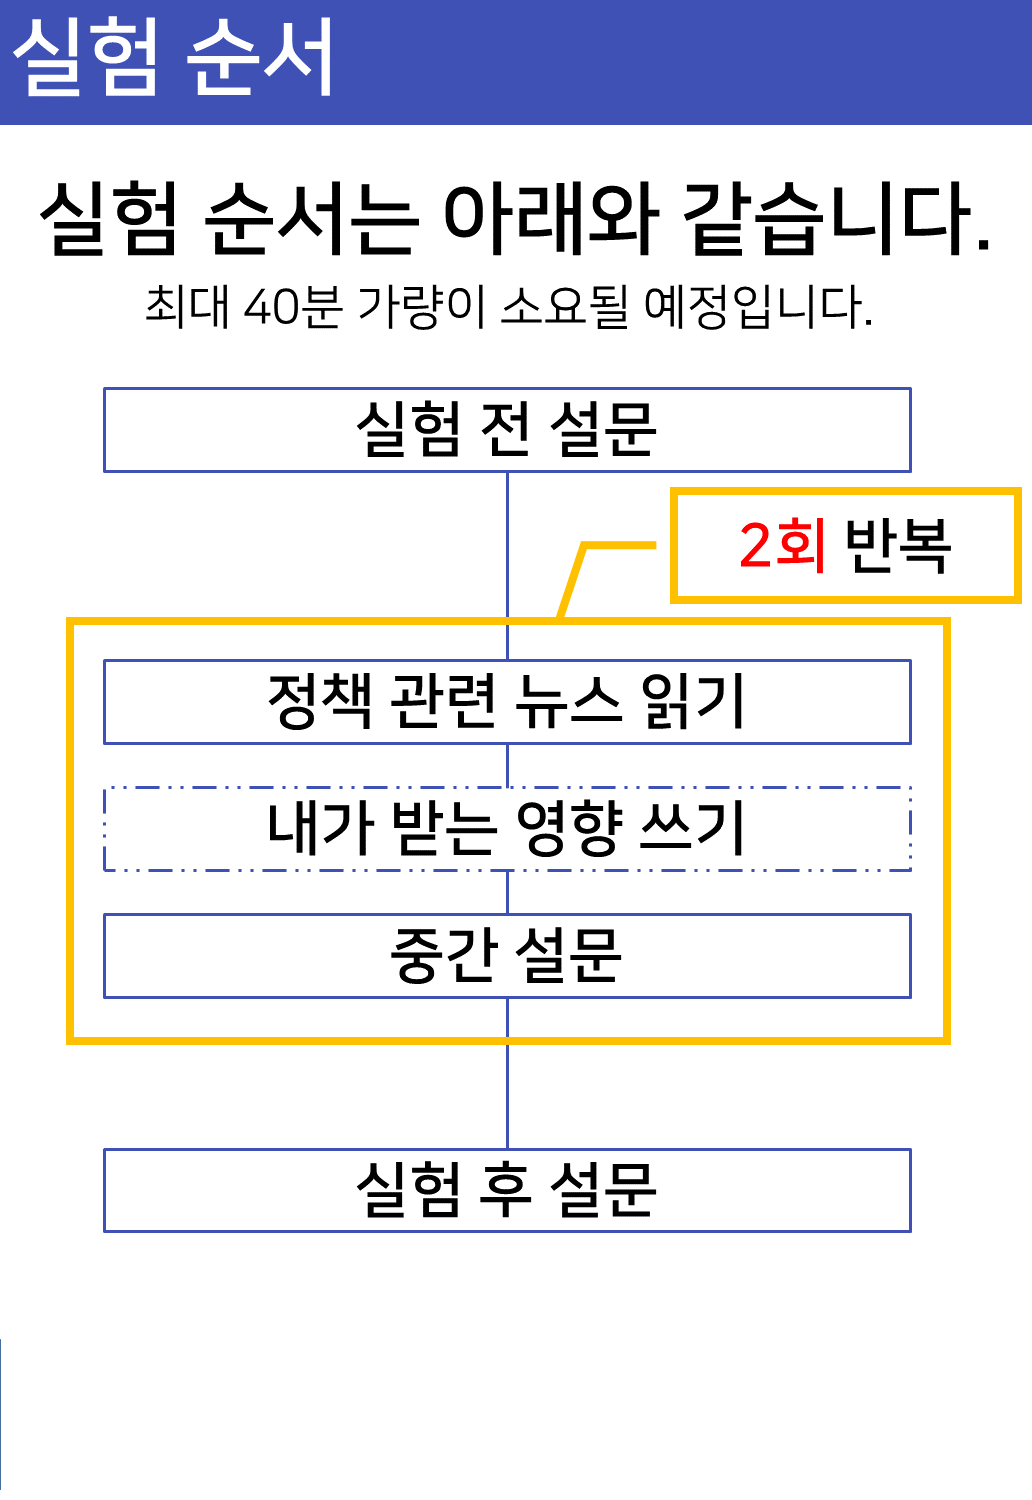 실험 순서
실험 순서는 아래와 같습니다.
최대 40분 가량이 소요될 예정입니다.
실험 전 설문
2회 반복
정책 관련 뉴스 읽기
내가 받는 영향 쓰기
중간 설문
실험 후 설문